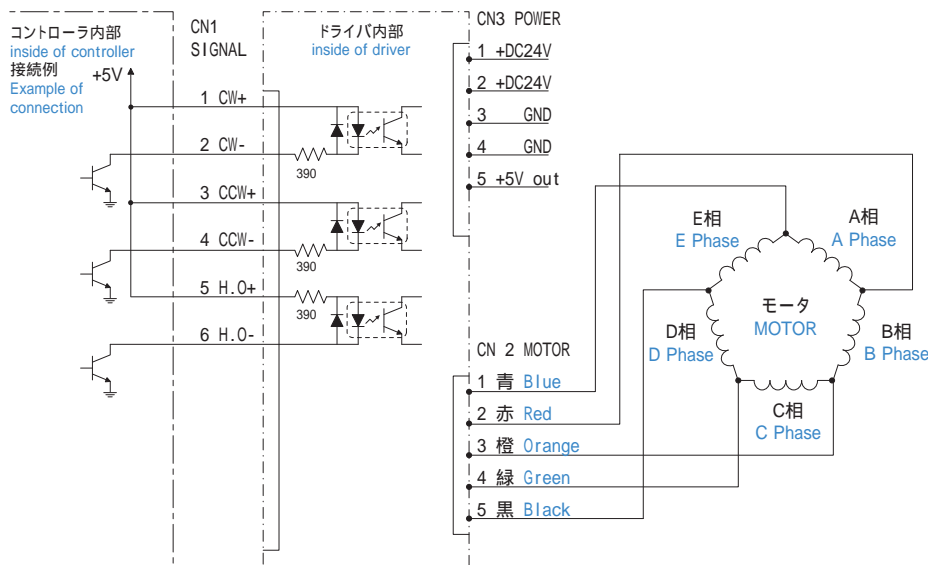 コントローラ内部
inside of controller
接続例
Example of
connection
+5V
CN1
SIGNAL
ドライバ内部
inside of driver
1 CW+
2 CW-
390
3 CCW+
4 CCW-
390
5 H.O+
390
6 H.O-
CN3 POWER
1 +DC24V
2 +DC24V
3 GND
4 GND
5 +5V out
CN 2 MOTOR
1 青 Blue
2 赤 Red
3 橙 Orange
4 緑 Green
5 黒 Black
E相
E Phase
A相
A Phase
モータ
MOTOR
D相
D Phase
B相
B Phase
C相
C Phase